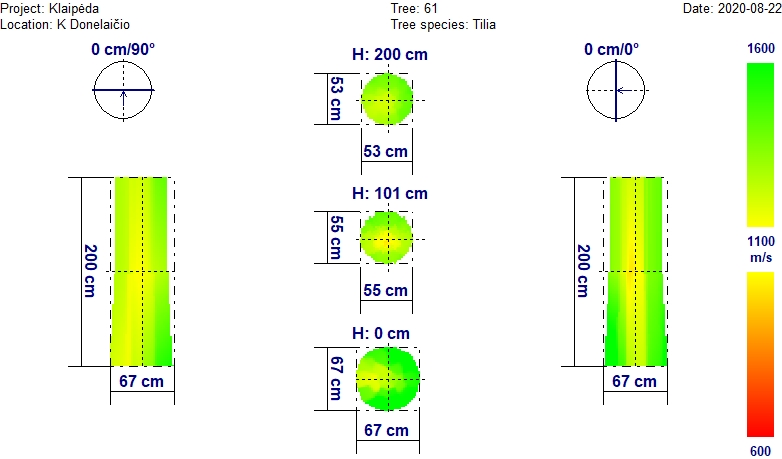 Project: Klaipėda
Tree: 61
Date: 2020-08-22
Location: K Donelaičio
Tree species: Tilia
0 cm/90°
H: 200 cm
0 cm/0°
1600
53 cm
53 cm
H: 101 cm
55 cm
55 cm
200 cm
200 cm
1100
m/s
H: 0 cm
67 cm
67 cm
67 cm
67 cm
600